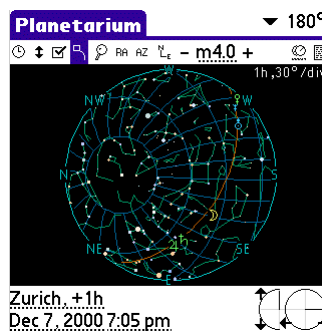 Planetarium
180°
RA AZ N L E − m4.0 +
1h,30°/div
N
NW
W
N
S
NE
SE
E
Zurich, +1h
Dec 7, 2000 7:05 pm